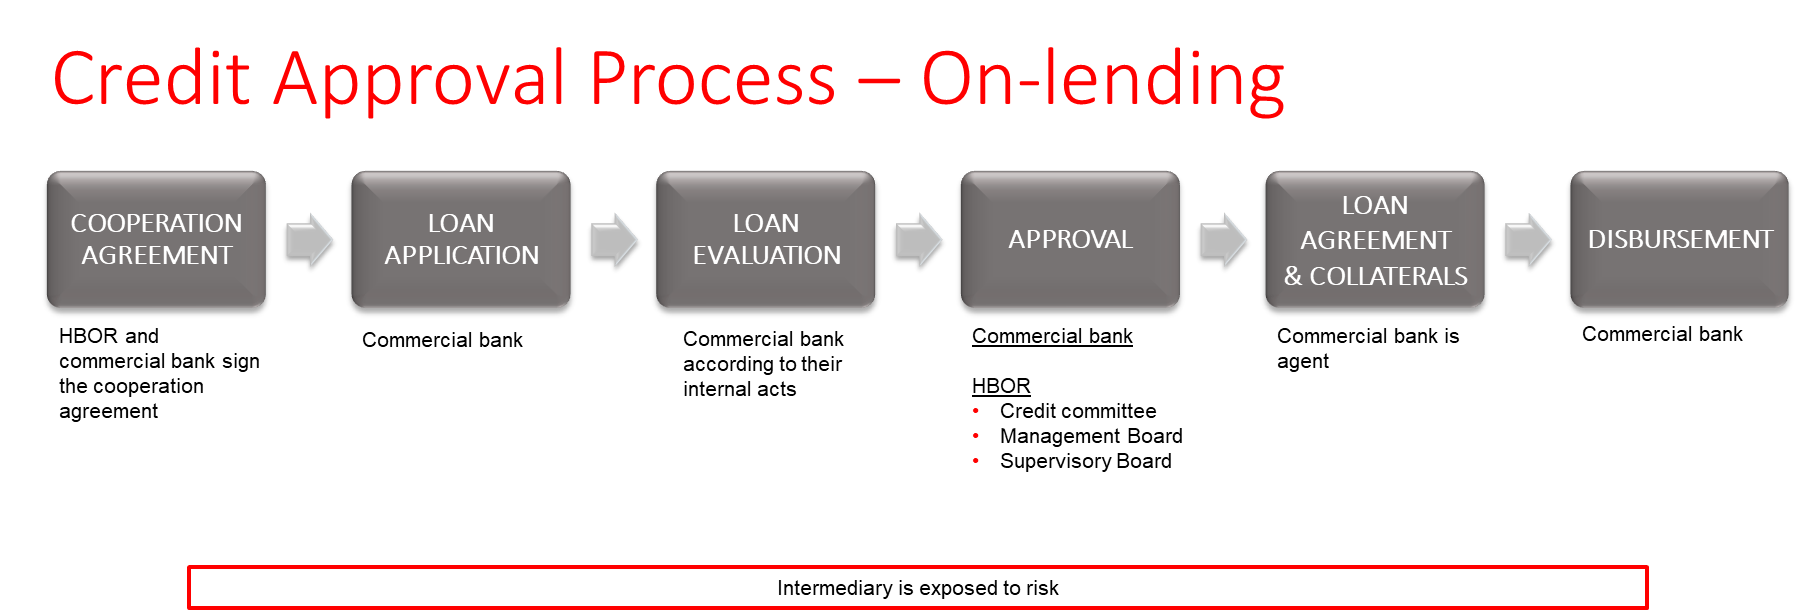 Credit Approval Process – On-lending
COOPERATION
AGREEMENT
HBOR and
commercial bank sign
the cooperation
agreement
LOAN
APPLICATION
Commercial bank
LOAN
EVALUATION
Commercial bank
according to their
internal acts
APPROVAL
Commercial bank
HBOR
• Credit committee
• Management Board
• Supervisory Board
LOAN
AGREEMENT
& COLLATERALS
Commercial bank is
agent
DISBURSEMENT
Commercial bank
Intermediary is exposed to risk